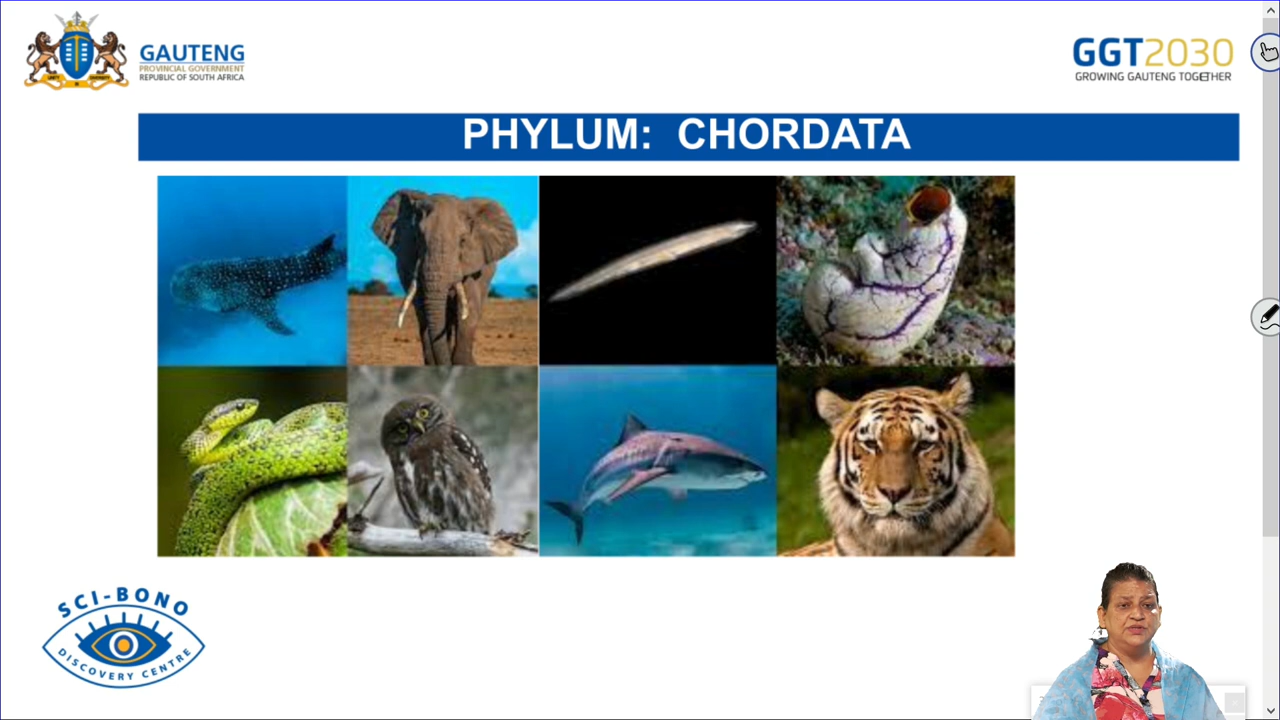 GAUTENG
PROVINCIAL GOVERNMENT
REPUBLIC OF SOUTH AFRICA
GGT2030
GROWING GAUTENG TOGETHER
PHYLUM: CHORDATA
SCI-BONO
DISCOVERY CENTRE